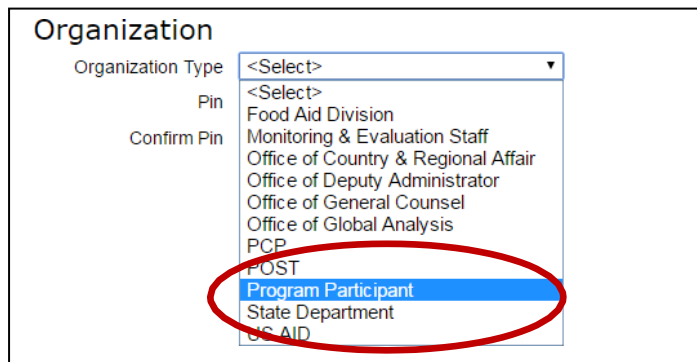 Organization
Organization Type <Select>
<Select>
Pin
Food Aid Division
Confirm Pin Monitoring & Evaluation Staff
Office of Country & Regional Affair
Office of Deputy Administrator
Office of General Counsel
Office of Global Analysis
PCP
POST
Program Participant
State Department
US AID